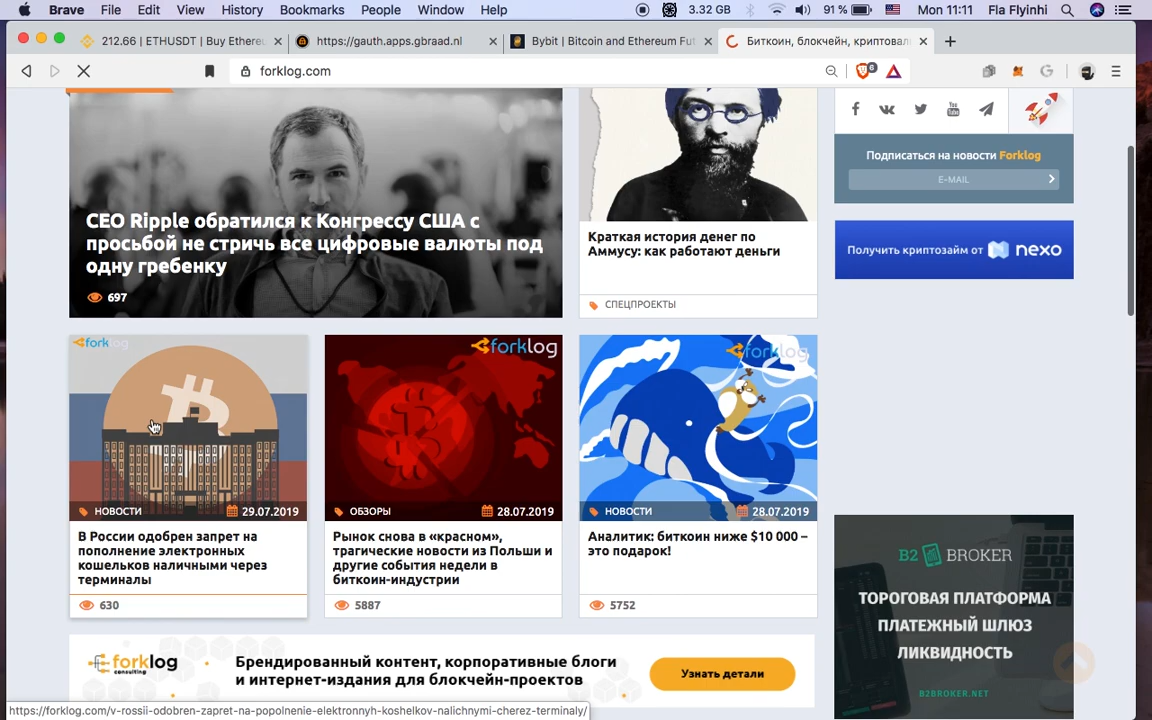 Brave File Edit View History Bookmarks People Window Help 3.32 GB 91 % Mon 11:11 Fla Flyinhi
212.66 | ETHUSDT | Buy Ethereu
https://gauth.apps.gbraad.nl
Bybit | Bitcoin and Ethereum Fut
Биткоин, блокчейн, криптовал
forklog.com
6
CEO Ripple обратился к Конгрессу США с
просьбой не стричь все цифровые валюты под
одну гребенку
697
Краткая история денег по
Аммусу: как работают деньги
СПЕЦПРОЕКТЫ
You
Tube
Подписаться на новости Forklog
E-MAIL
Получить криптозайм от nexo
forklog
НОВОСТИ 29.07.2019
В России одобрен запрет на
пополнение электронных
кошельков наличными через
терминалы
630
forklog
ОБЗОРЫ 28.07.2019
Рынок снова в «красном»,
трагические новости из Польши и
другие события недели в
биткоин-индустрии
5887
forklog
НОВОСТИ 28.07.2019
Аналитик: биткоин ниже $10 000 –
это подарок!
5752
B2 BROKER
ТОРОГОВАЯ ПЛАТФОРМА
ПЛАТЕЖНЫЙ ШЛЮЗ
ЛИКВИДНОСТЬ
B2BROKER.NET
forklog
consulting
Брендированный контент, корпоративные блоги
и интернет-издания для блокчейн-проектов
Узнать детали
https://forklog.com/v-rossii-odobren-zapret-na-popolnenie-elektronnyh-koshelkov-nalichnymi-cherez-terminaly/